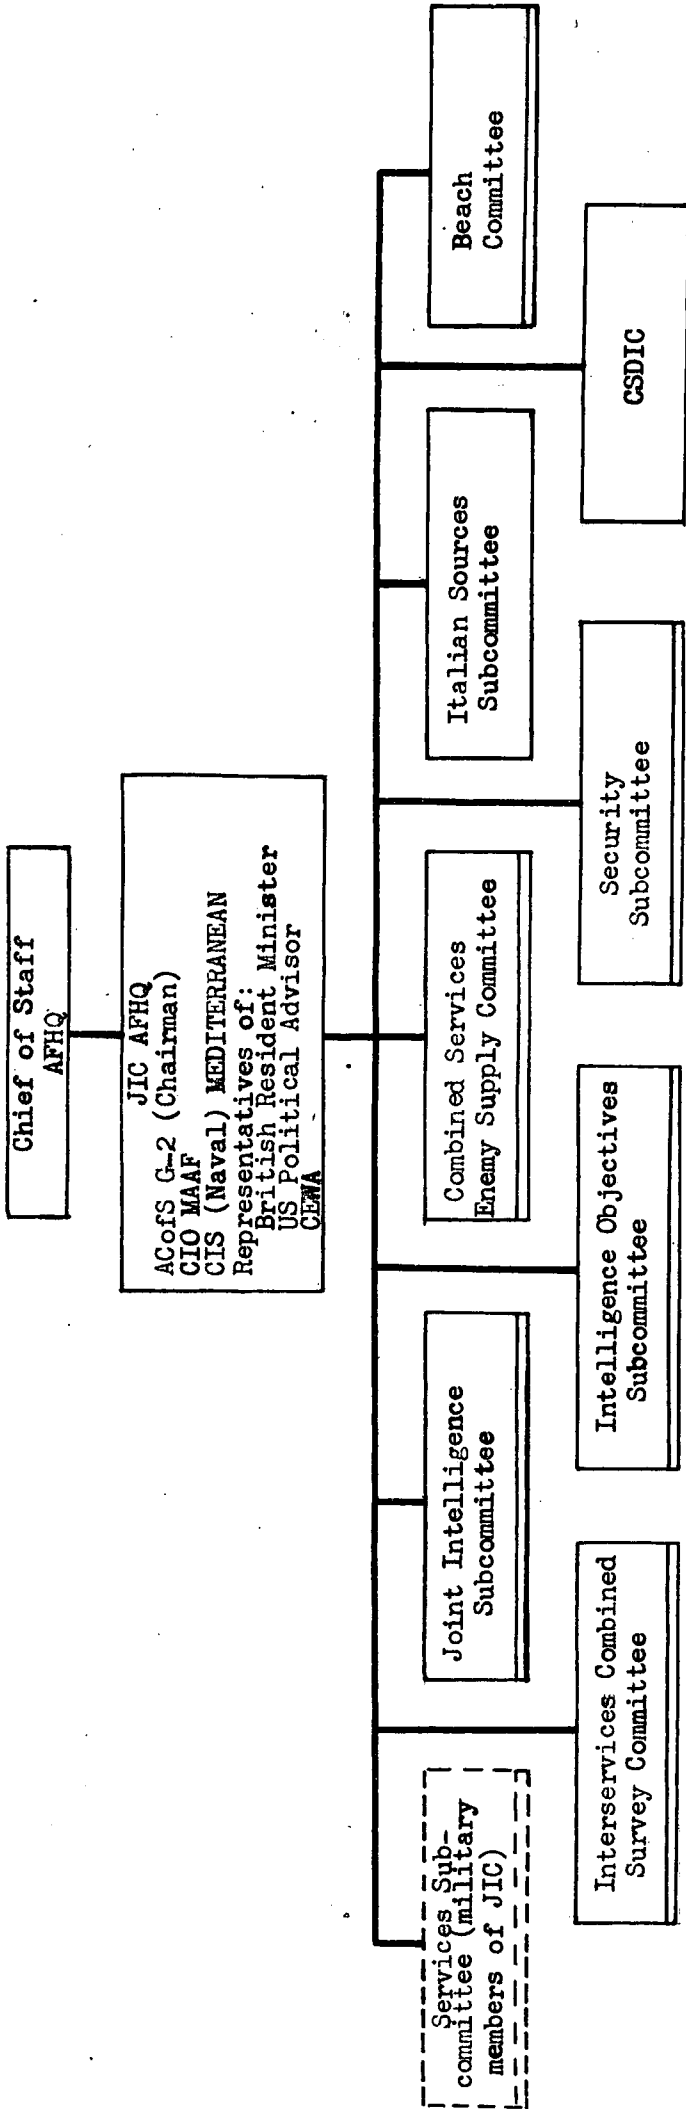 Chief of Staff
AFHQ
JIC AFHQ
ACofS G-2 (Chairman)
CIO MAAF
CIS (Naval) MEDITERRANEAN
Representatives of:
British Resident Minister
US Political Advisor
CEWA
Services Sub-
committee (military
members of JIC)
Joint Intelligence
Subcommittee
Combined Services
Enemy Supply Committee
Italian Sources
Subcommittee
Beach
Committee
Interservices Combined
Survey Committee
Intelligence Objectives
Subcommittee
Security
Subcommittee
CSDIC